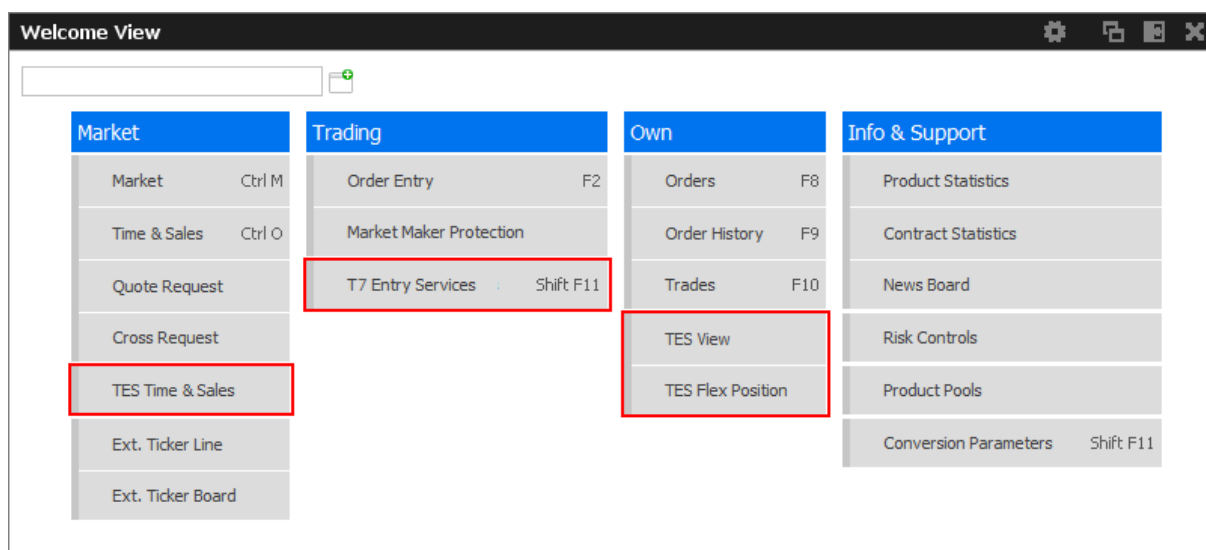 Welcome View
Market
Market Ctrl M
Time & Sales Ctrl O
Quote Request
Cross Request
TES Time & Sales
Ext. Ticker Line
Ext. Ticker Board
Trading
Order Entry F2
Market Maker Protection
T7 Entry Services Shift F11
Own
Orders F8
Order History F9
Trades F10
TES View
TES Flex Position
Info & Support
Product Statistics
Contract Statistics
News Board
Risk Controls
Product Pools
Conversion Parameters Shift F11